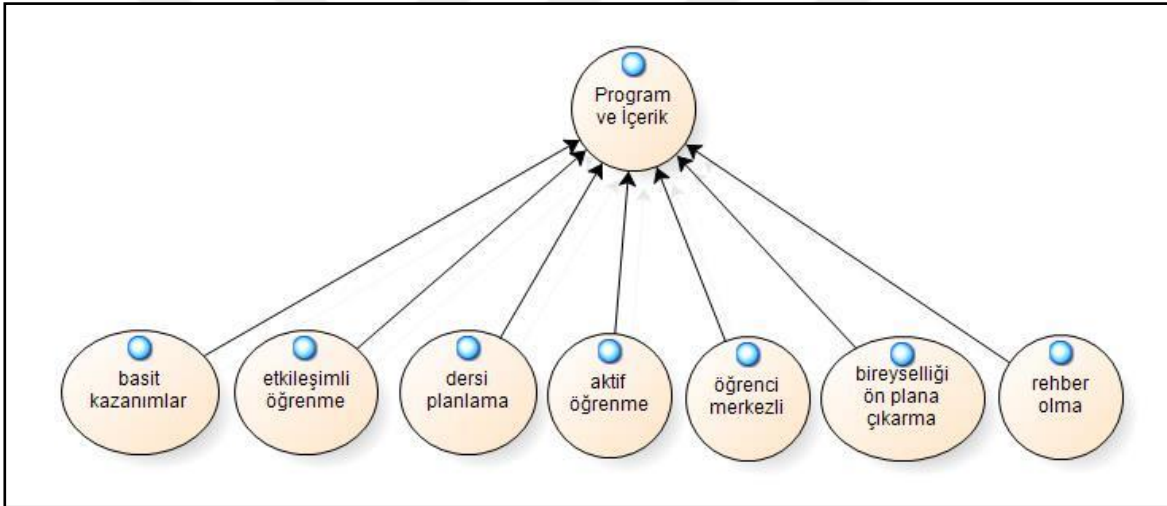 Program
ve İçerik
basit
kazanımlar
etkileşimli
öğrenme
dersi
planlama
aktif
öğrenme
öğrenci
merkezli
bireyselliği
ön plana
çıkarma
rehber
olma